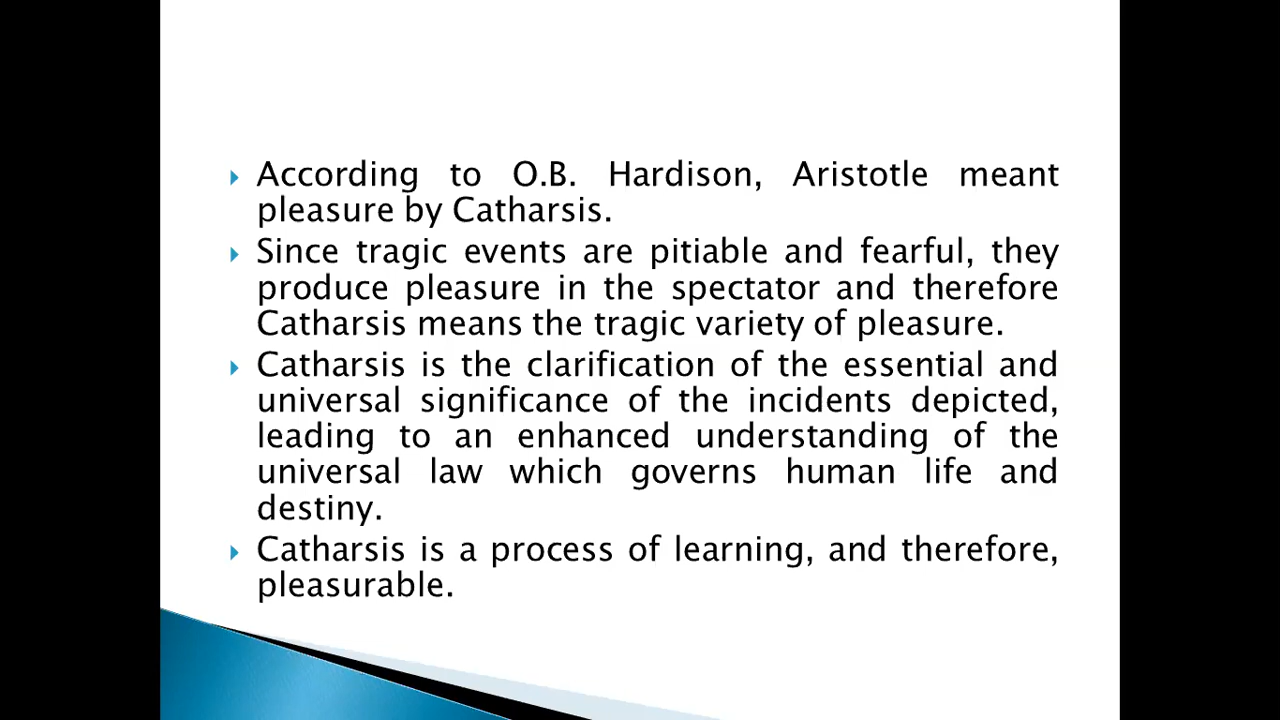 According to O.B. Hardison, Aristotle meant
pleasure by Catharsis.
Since tragic events are pitiable and fearful, they
produce pleasure in the spectator and therefore
Catharsis means the tragic variety of pleasure.
Catharsis is the clarification of the essential and
universal significance of the incidents depicted,
leading to an enhanced understanding of the
universal law which governs human life and
destiny.
Catharsis is a process of learning, and therefore,
pleasurable.